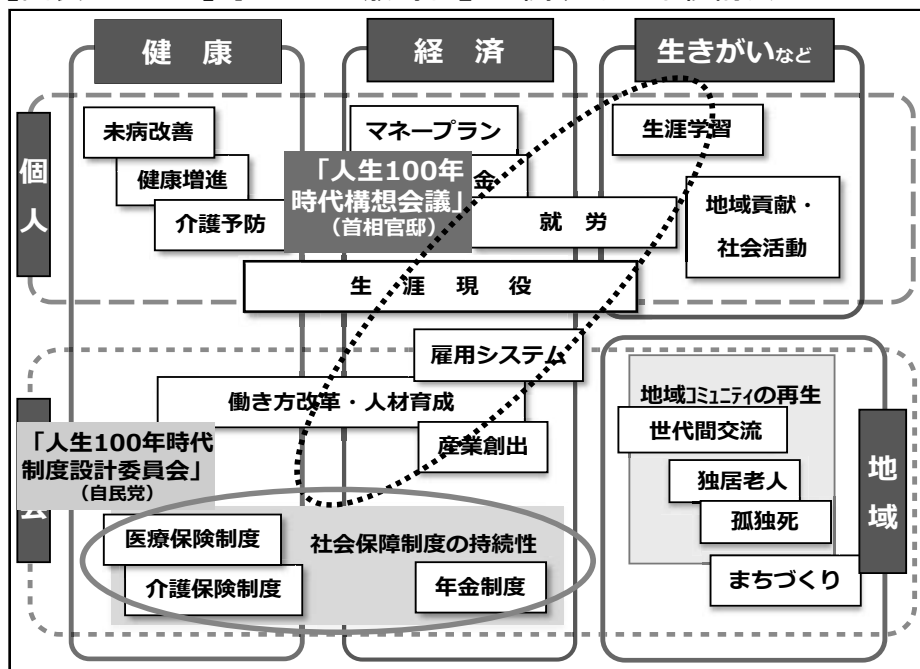 健 康
経 済
生きがいなど
個人
未病改善
健康増進
介護予防
マネープラン
金
「人生100年
時代構想会議」
(首相官邸)
就 労
生涯学習
地域貢献・
社会活動
生 涯 現 役
雇用システム
働き方改革・人材育成
産業創出
「人生100年時代
制度設計委員会」
(自民党)
医療保険制度
介護保険制度
社会保障制度の持続性
年金制度
地域コミュニティの再生
世代間交流
独居老人
孤独死
まちづくり
地域